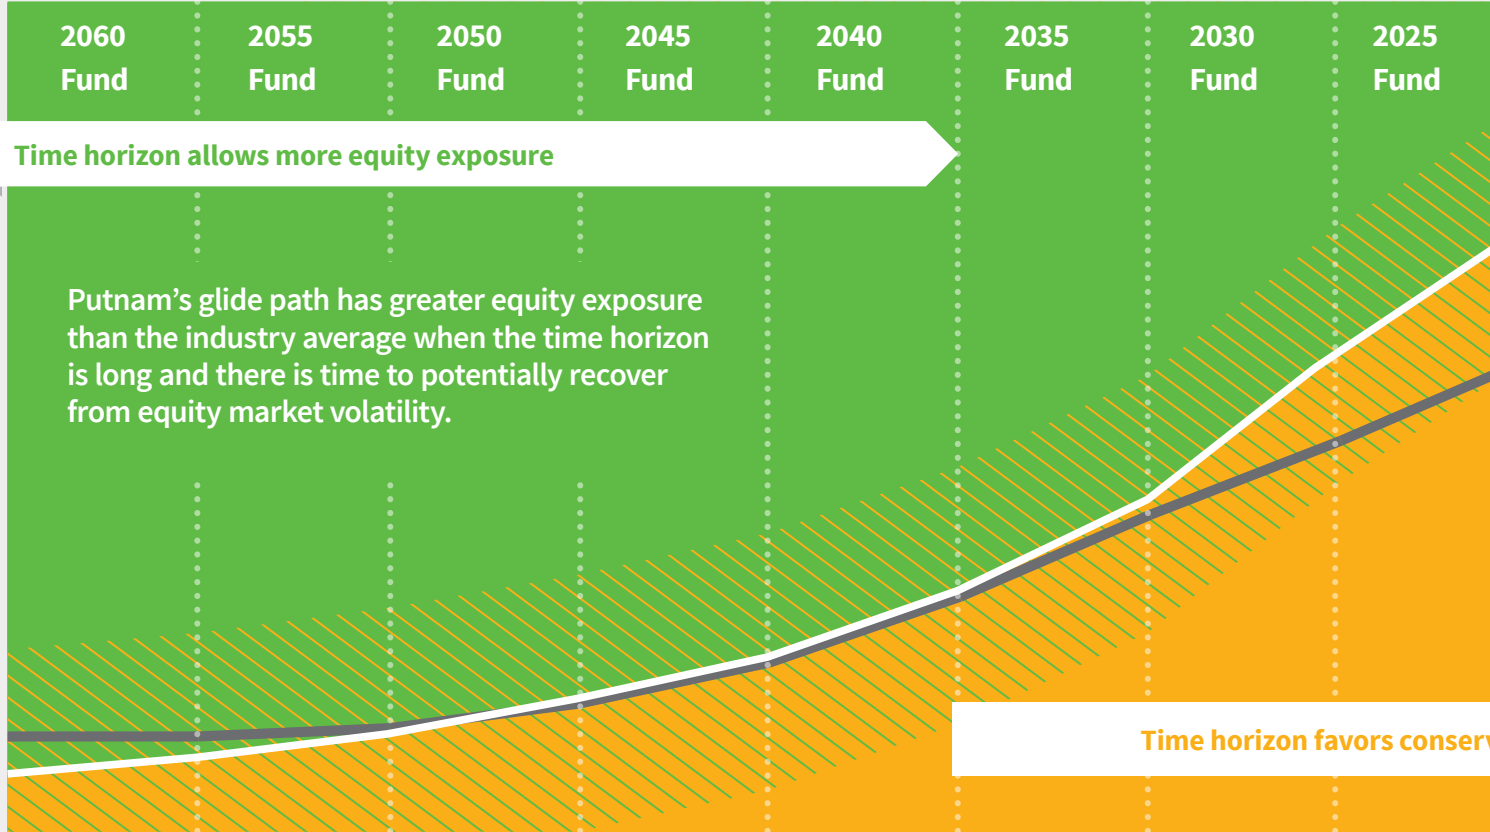 2060 Fund
2055 Fund
2050 Fund
2045 Fund
2040 Fund
2035 Fund
2030 Fund
2025 Fund
Time horizon allows more equity exposure
Putnam’s glide path has greater equity exposure
than the industry average when the time horizon
is long and there is time to potentially recover
from equity market volatility.
Time horizon favors conserv